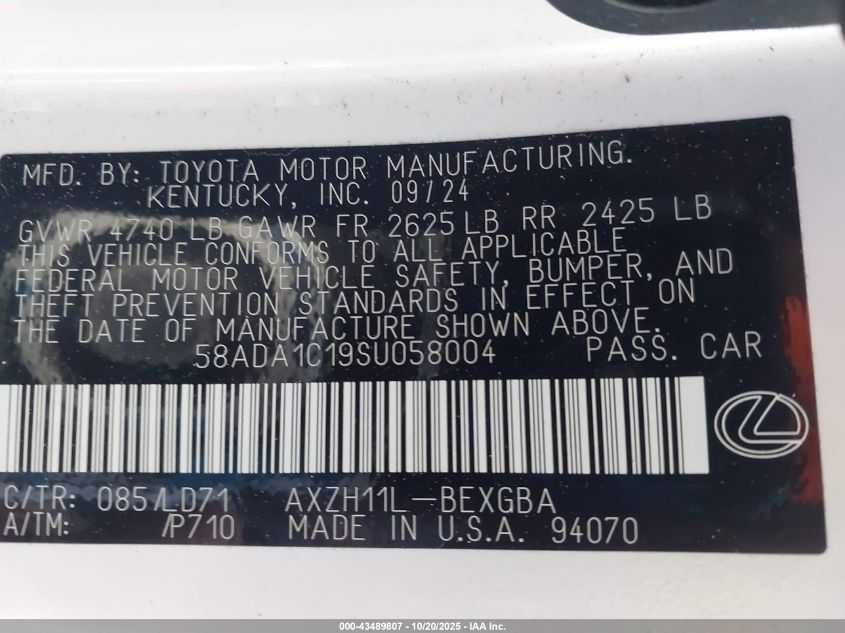 MFD. BY: TOYOTA MOTOR MANUFACTURING.
KENTUCKY, INC. 09/24
GVWR 4740 LB GAWR FR 2625 LB RR 2425 LB
THIS VEHICLE CONFORMS TO ALL APPLICABLE
FEDERAL MOTOR VEHICLE SAFETY, BUMPER, AND
THEFT PREVENTION STANDARDS IN EFFECT ON
THE DATE OF MANUFACTURE SHOWN ABOVE.
58ADA1C19SU058004 PASS. CAR
C/TR: 085/LD71 AXZH11L-BEXGBA
A/TM: /P710 MADE IN U.S.A. 94070
000-43489807 - 10/20/2025 - IAA Inc.